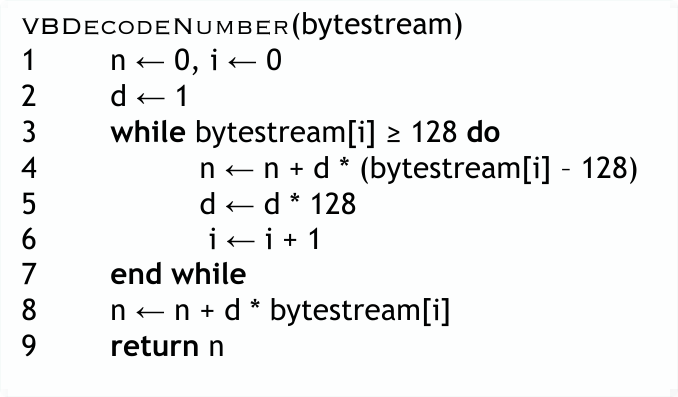 VBDECODENUMBER(bytestream)
1 n ← 0, i ← 0
2 d ← 1
3 while bytestream[i] ≥ 128 do
4 n ← n + d * (bytestream[i] – 128)
5 d ← d * 128
6 i ← i + 1
7 end while
8 n ← n + d * bytestream[i]
9 return n